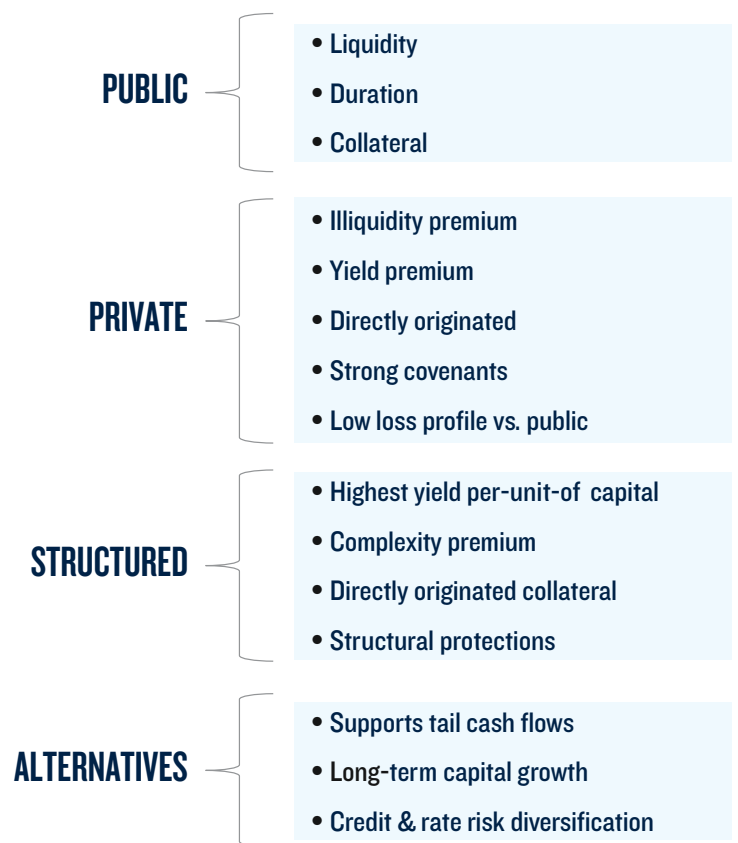 PUBLIC
• Liquidity
• Duration
• Collateral
PRIVATE
• Illiquidity premium
• Yield premium
• Directly originated
• Strong covenants
• Low loss profile vs. public
STRUCTURED
• Highest yield per-unit-of capital
• Complexity premium
• Directly originated collateral
• Structural protections
ALTERNATIVES
• Supports tail cash flows
• Long-term capital growth
• Credit & rate risk diversification